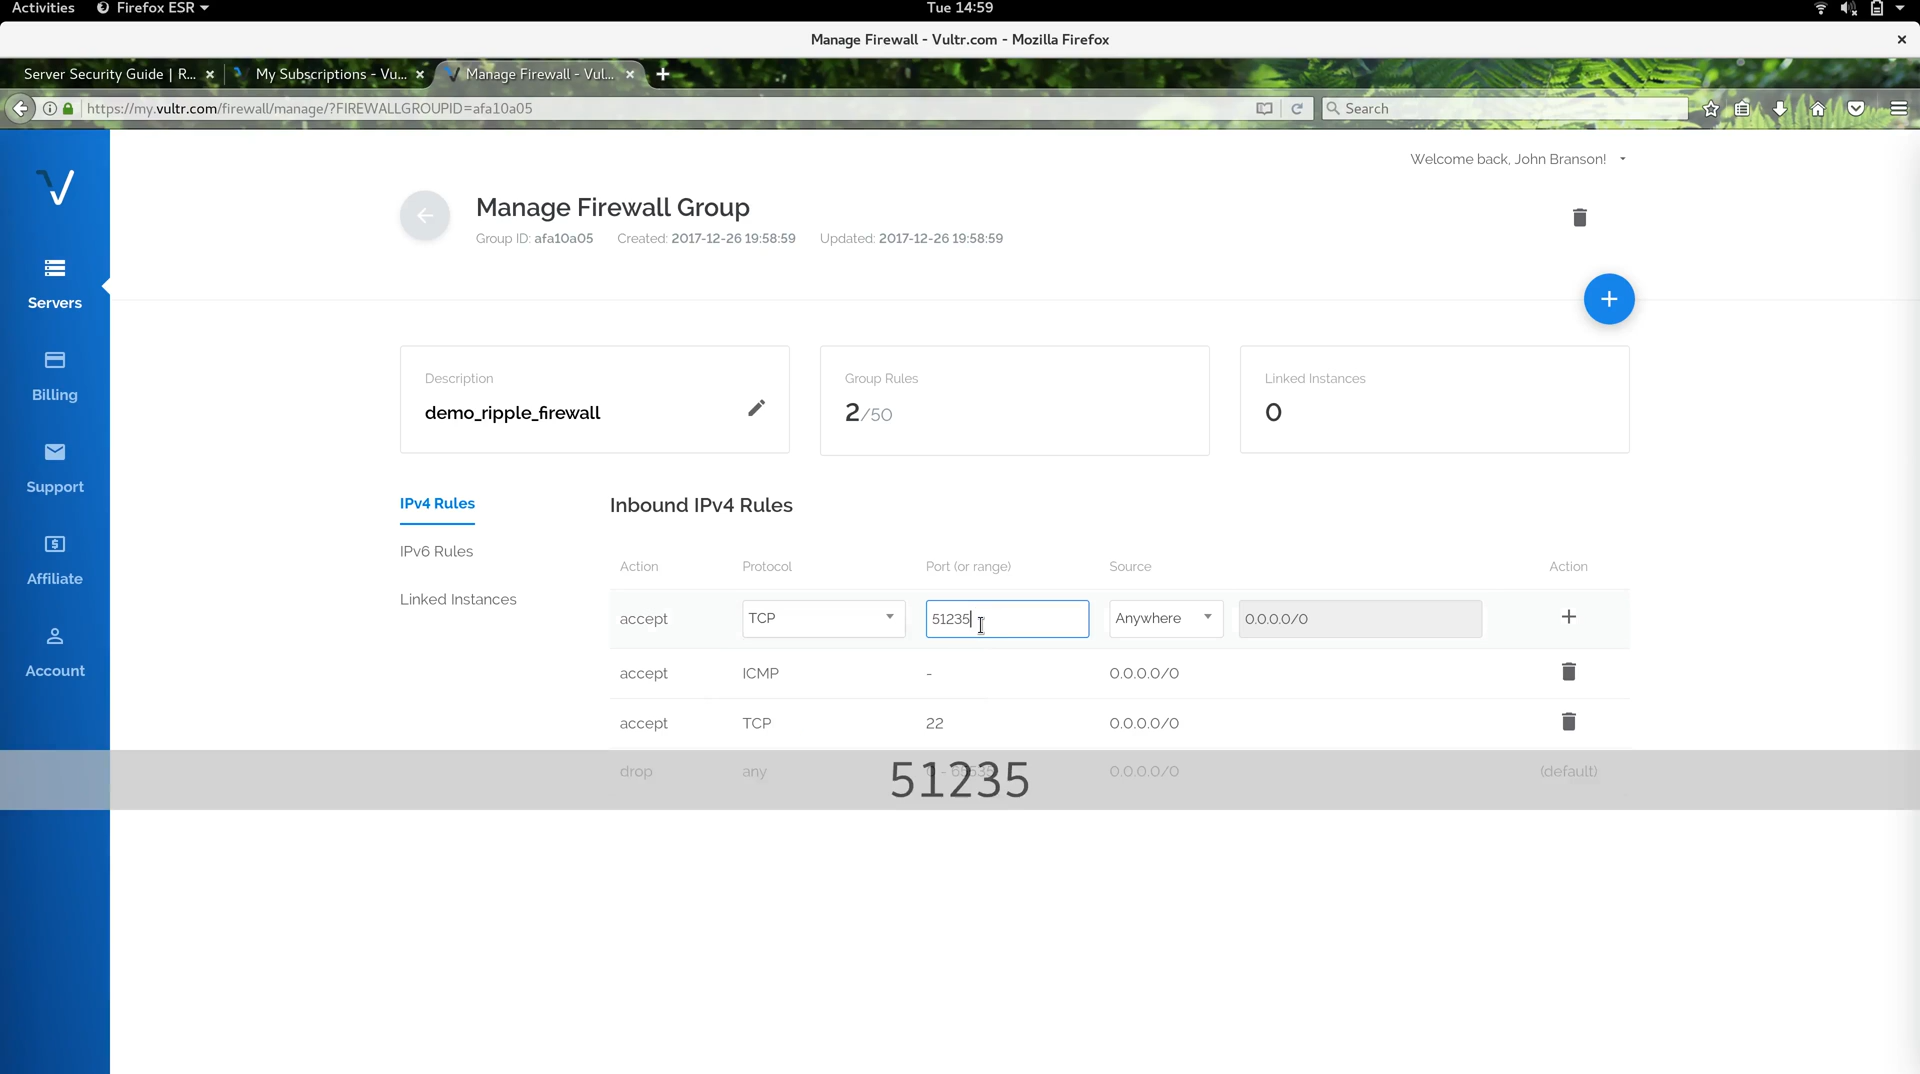 Activities Firefox ESR Tue 14:59
Manage Firewall - Vultr.com - Mozilla Firefox
Server Security Guide | R... My Subscriptions - Vu... Manage Firewall - Vul...
https://my.vultr.com/firewall/manage/?FIREWALLGROUPID=afa10a05 Search
Welcome back, John Branson!
Manage Firewall Group
Group ID: afa10a05 Created: 2017-12-26 19:58:59 Updated: 2017-12-26 19:58:59
Servers
Billing
Support
Affiliate
Account
Description
demo_ripple_firewall
Group Rules
2/50
Linked Instances
0
IPv4 Rules
IPv6 Rules
Linked Instances
Inbound IPv4 Rules
Action Protocol Port (or range) Source Action
accept TCP 51235 Anywhere 0.0.0.0/0 +
accept ICMP - 0.0.0.0/0
accept TCP 22 0.0.0.0/0
drop any 0 - 65535 0.0.0.0/0 (default)
51235